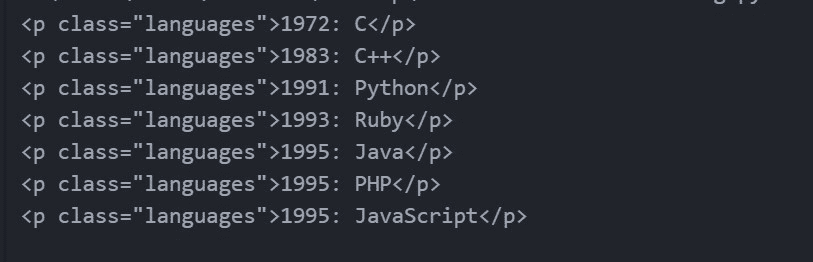 <p class="languages">1972: C</p>
<p class="languages">1983: C++</p>
<p class="languages">1991: Python</p>
<p class="languages">1993: Ruby</p>
<p class="languages">1995: Java</p>
<p class="languages">1995: PHP</p>
<p class="languages">1995: JavaScript</p>